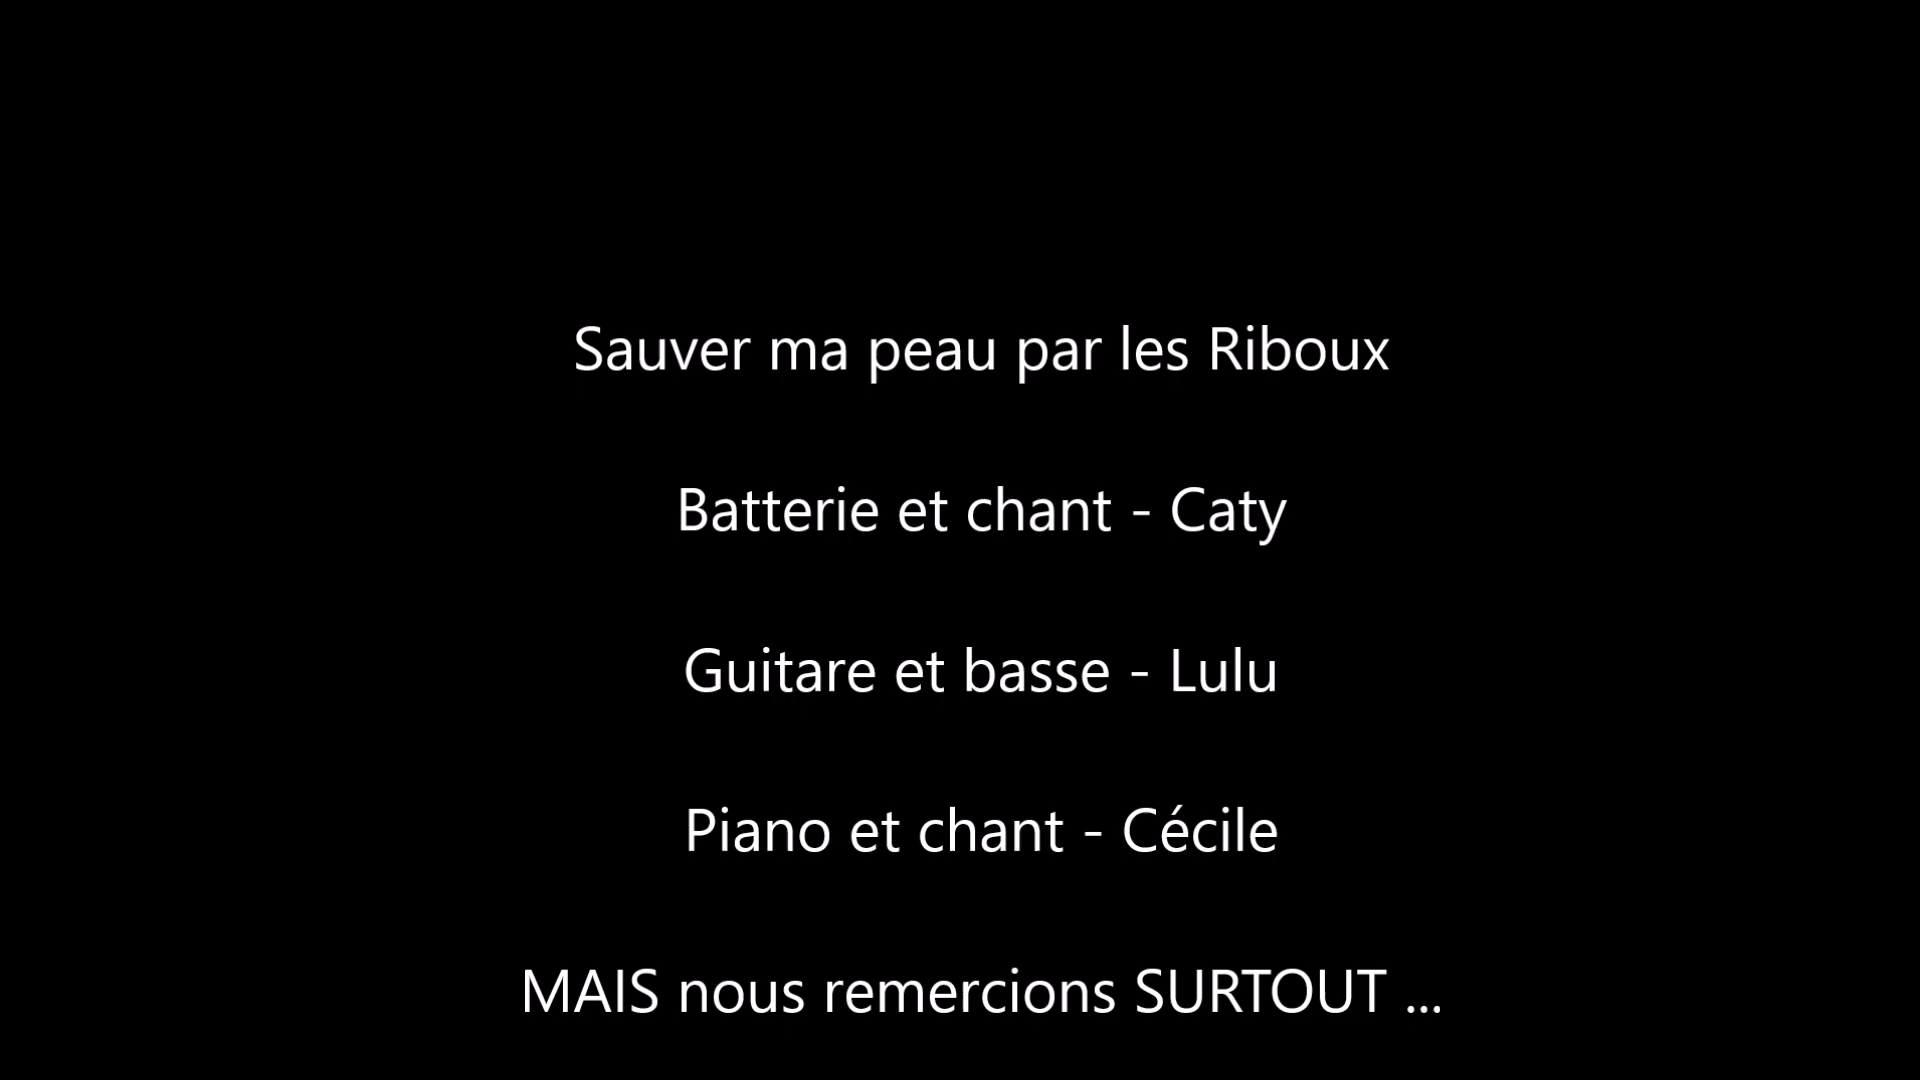 Sauver ma peau par les Riboux
Batterie et chant - Caty
Guitare et basse - Lulu
Piano et chant - Cécile
MAIS nous remercions SURTOUT ...